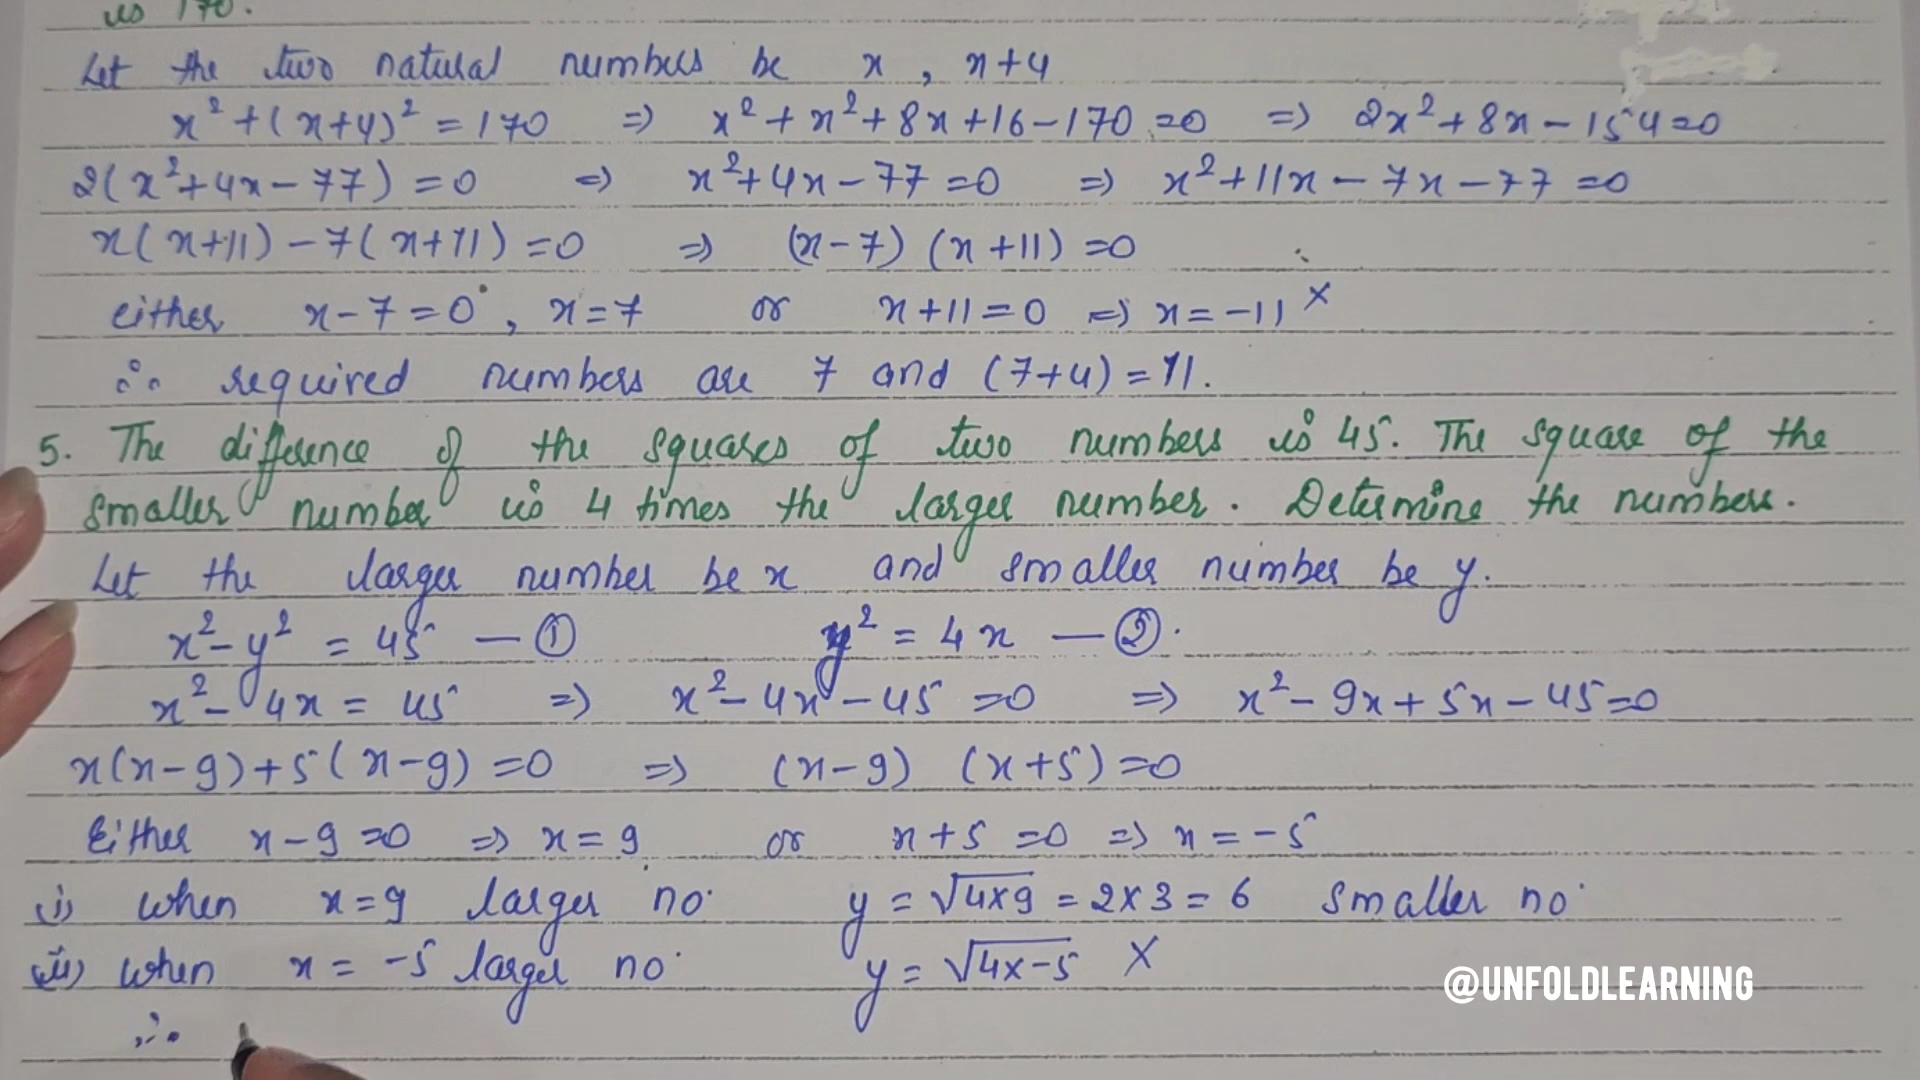 is 170.
Let the two natural numbers be x, x+4
x²+(x+4)²=170 ⇒ x²+x²+8x+16-170=0 ⇒ 2x²+8x-154=0
2(x²+4x-77)=0 ⇒ x²+4x-77=0 ⇒ x²+11x-7x-77=0
x(x+11)-7(x+11)=0 ⇒ (x-7)(x+11)=0
either x-7=0, x=7 or x+11=0 ⇒ x=-11 ×
∴ required numbers are 7 and (7+4)=11.
5. The difference of the squares of two numbers is 45. The square of the
smaller number is 4 times the larger number. Determine the numbers.
Let the larger number be x and smaller number be y.
x²-y²=45 — ① y²=4x — ②.
x²-4x=45 ⇒ x²-4x-45=0 ⇒ x²-9x+5x-45=0
x(x-9)+5(x-9)=0 ⇒ (x-9) (x+5)=0
Either x-9=0 ⇒ x=9 or x+5=0 ⇒ x=-5
i) when x=9 larger no. y=√4×9=2×3=6 smaller no.
ii) when x=-5 larger no. y=√4x-5 ×
∴
@UNFOLDLEARNING